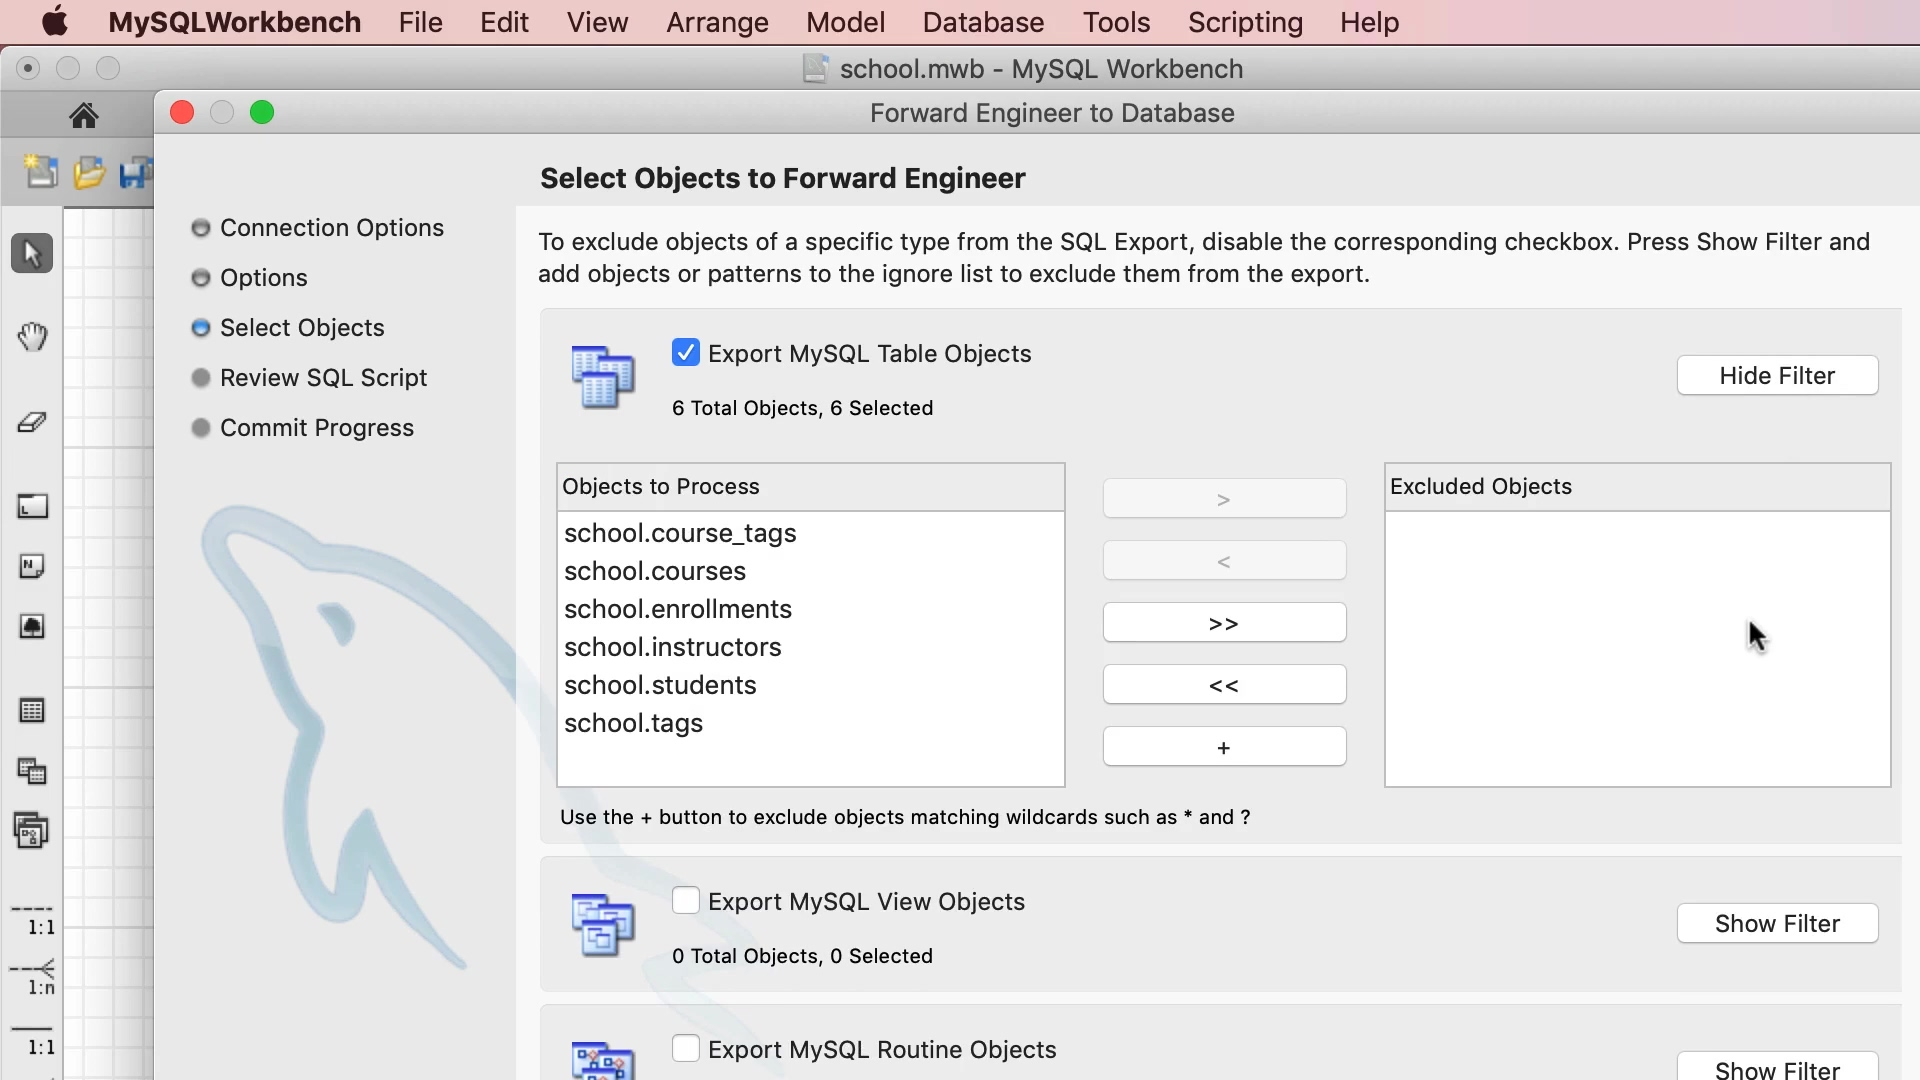 MySQLWorkbench File Edit View Arrange Model Database Tools Scripting Help
school.mwb - MySQL Workbench
Forward Engineer to Database
Select Objects to Forward Engineer
Connection Options
Options
Select Objects
Review SQL Script
Commit Progress
To exclude objects of a specific type from the SQL Export, disable the corresponding checkbox. Press Show Filter and
add objects or patterns to the ignore list to exclude them from the export.
Export MySQL Table Objects
6 Total Objects, 6 Selected
Hide Filter
Objects to Process
school.course_tags
school.courses
school.enrollments
school.instructors
school.students
school.tags
>
<
>>
<<
+
Excluded Objects
Use the + button to exclude objects matching wildcards such as * and ?
Export MySQL View Objects
0 Total Objects, 0 Selected
Show Filter
Export MySQL Routine Objects
Show Filter
1:1
1:n
1:1